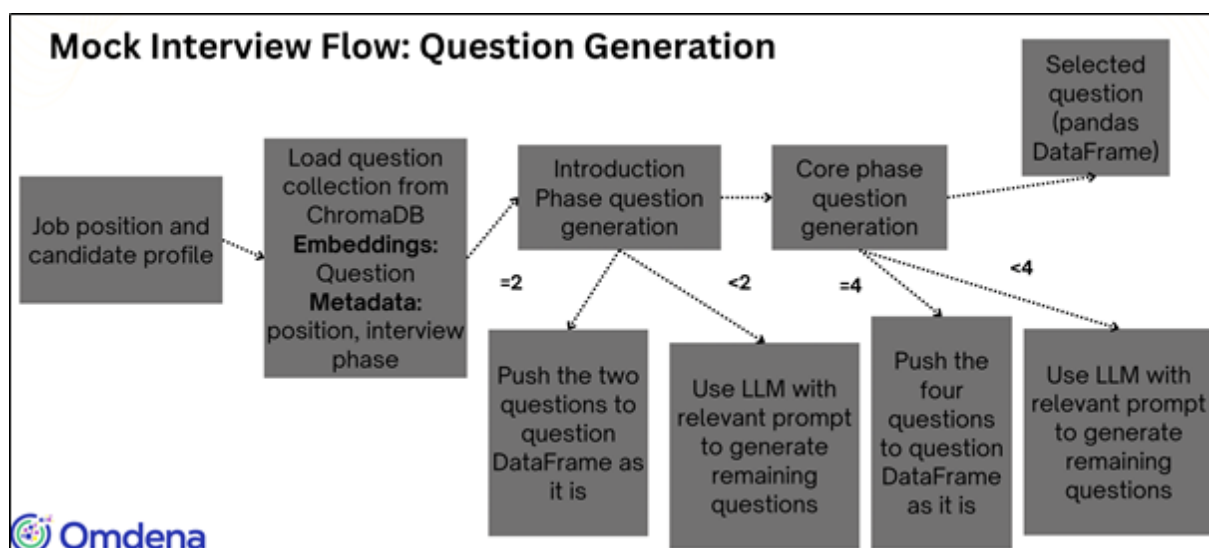 Mock Interview Flow: Question Generation
Job position and
candidate profile
Load question
collection from
ChromaDB
Embeddings:
Question
Metadata:
position, interview
phase
Introduction
Phase question
generation
Core phase
question
generation
Selected
question
(pandas
DataFrame)
=2
<2
=4
<4
Push the two
questions to
question
DataFrame as
it is
Use LLM with
relevant prompt
to generate
remaining
questions
Push the
four
questions
to question
DataFrame
as it is
Use LLM with
relevant prompt
to generate
remaining
questions
Omdena